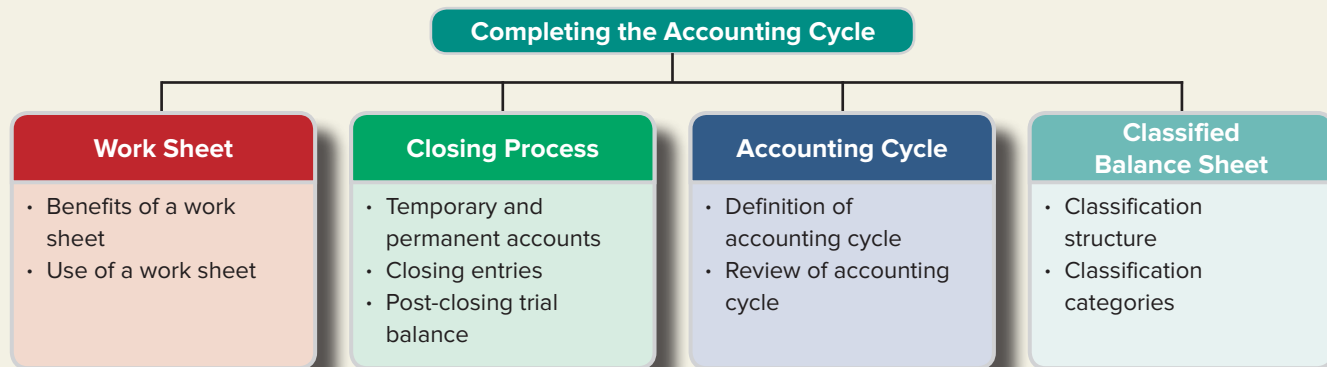 Completing the Accounting Cycle
Work Sheet
• Benefits of a work
sheet
• Use of a work sheet
Closing Process
• Temporary and
permanent accounts
• Closing entries
• Post-closing trial
balance
Accounting Cycle
• Definition of
accounting cycle
• Review of accounting
cycle
Classified
Balance Sheet
• Classification
structure
• Classification
categories